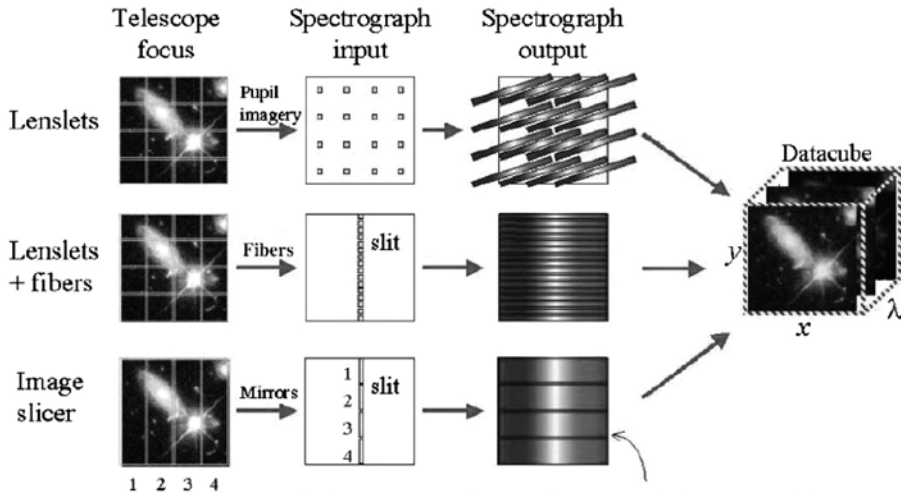 Telescope focus
Spectrograph input
Spectrograph output
Lenslets
Pupil imagery
Datacube
Lenslets + fibers
Fibers
slit
y
x
λ
Image slicer
Mirrors
1
2
3
4
slit
1 2 3 4